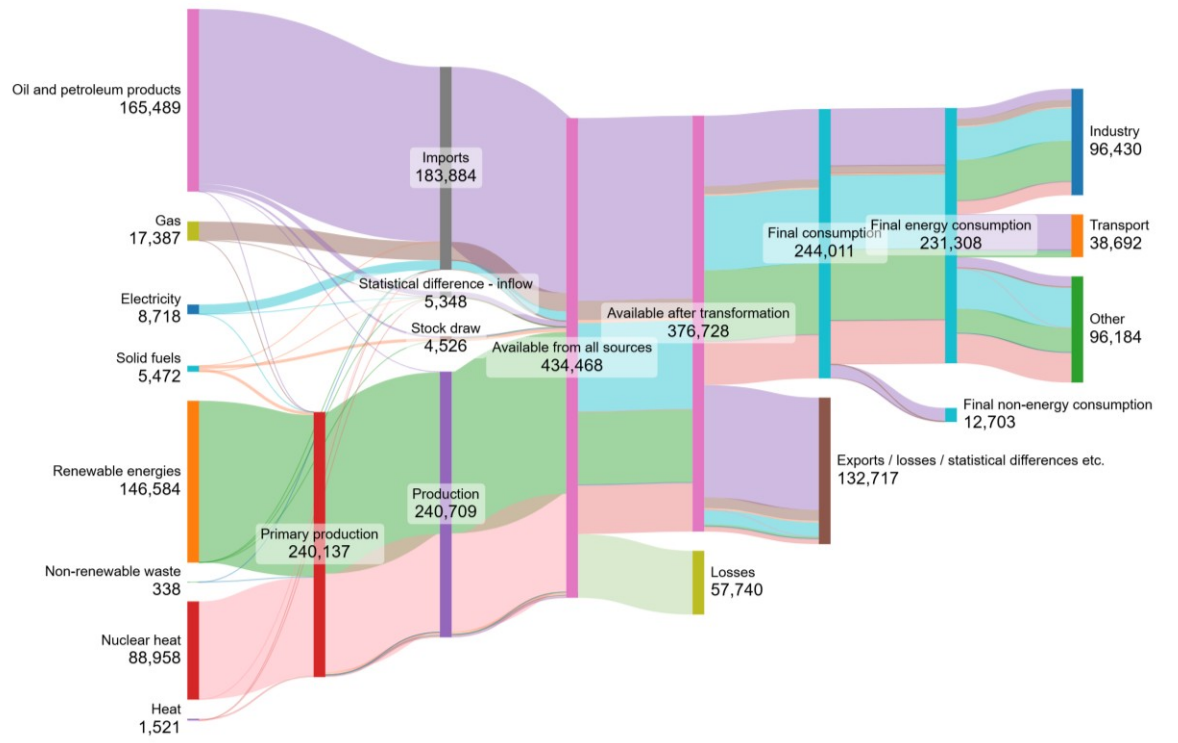 Oil and petroleum products
165,489
Gas
17,387
Electricity
8,718
Solid fuels
5,472
Renewable energies
146,584
Non-renewable waste
338
Nuclear heat
88,958
Heat
1,521
Primary production
240,137
Imports
183,884
Statistical difference - inflow
5,348
Stock draw
4,526
Production
240,709
Available from all sources
434,468
Available after transformation
376,728
Losses
57,740
Final consumption
244,011
Exports / losses / statistical differences etc.
132,717
Final energy consumption
231,308
Final non-energy consumption
12,703
Industry
96,430
Transport
38,692
Other
96,184